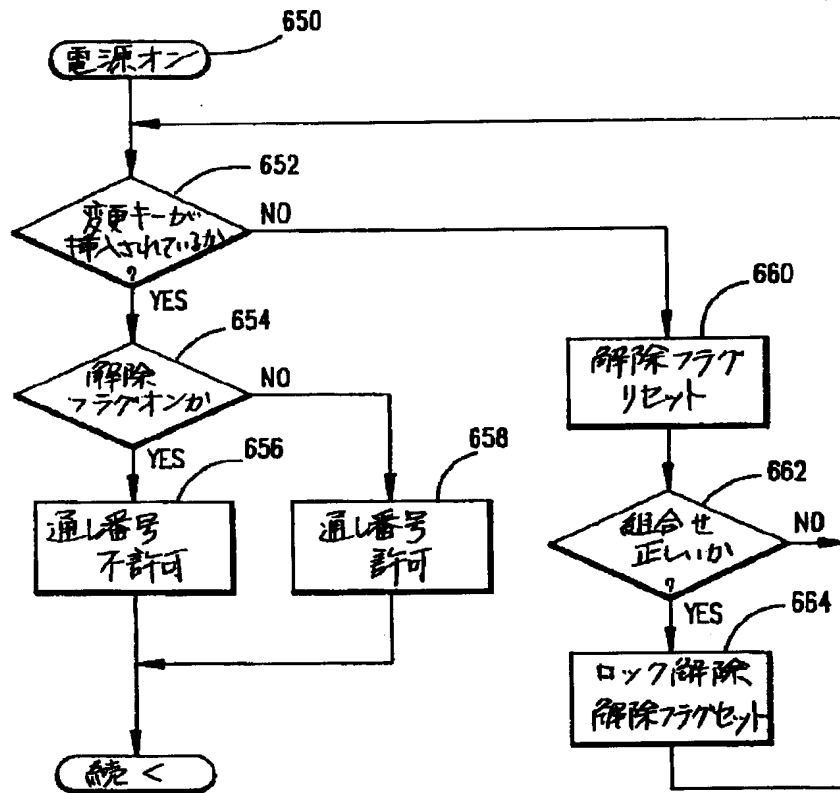 650
電源オン
652
変更キーが
挿入されているか
?
NO
YES
654
解除
フラグオンか
NO
YES
656
通し番号
不許可
658
通し番号
許可
続く
660
解除フラグ
リセット
662
組合せ
正しいか
?
NO
YES
664
ロック解除
解除フラグセット